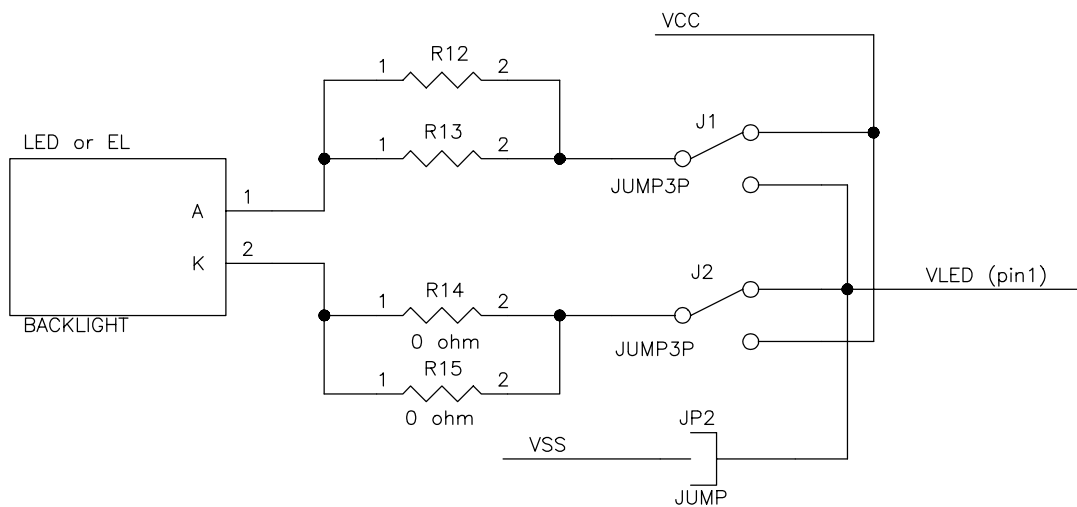 VCC
R12
1 2
R13
1 2
J1
JUMP3P
LED or EL
A 1
K 2
BACKLIGHT
R14
1 2
0 ohm
R15
1 2
0 ohm
J2
JUMP3P
VLED (pin1)
JP2
VSS
JUMP